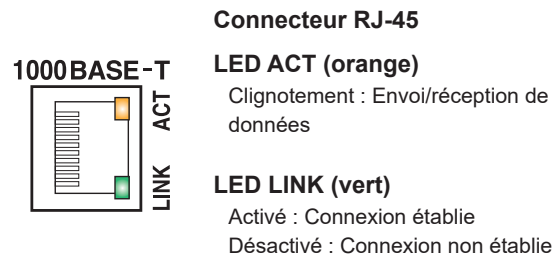 Connecteur RJ-45
1000BASE-T
ACT
LINK
LED ACT (orange)
Clignotement : Envoi/réception de
données
LED LINK (vert)
Activé : Connexion établie
Désactivé : Connexion non établie